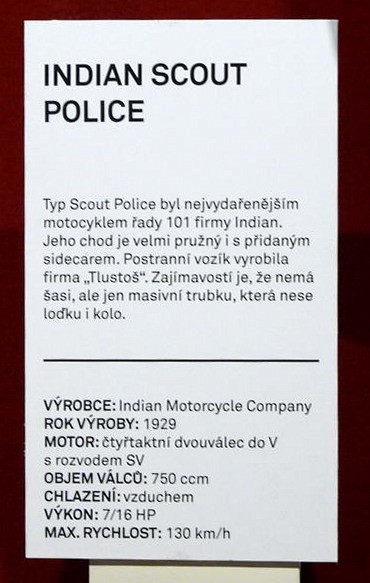 INDIAN SCOUT
POLICE
Typ Scout Police byl nejvydařenějším
motocyklem řady 101 firmy Indian.
Jeho chod je velmi pružný i s přidaným
sidecarem. Postranní vozík vyrobila
firma „Tlustoš“. Zajímavostí je, že nemá
šasi, ale jen masivní trubku, která nese
loďku i kolo.
VÝROBCE: Indian Motorcycle Company
ROK VÝROBY: 1929
MOTOR: čtyřtaktní dvouválec do V
s rozvodem SV
OBJEM VÁLCŮ: 750 ccm
CHLAZENÍ: vzduchem
VÝKON: 7/16 HP
MAX. RYCHLOST: 130 km/h